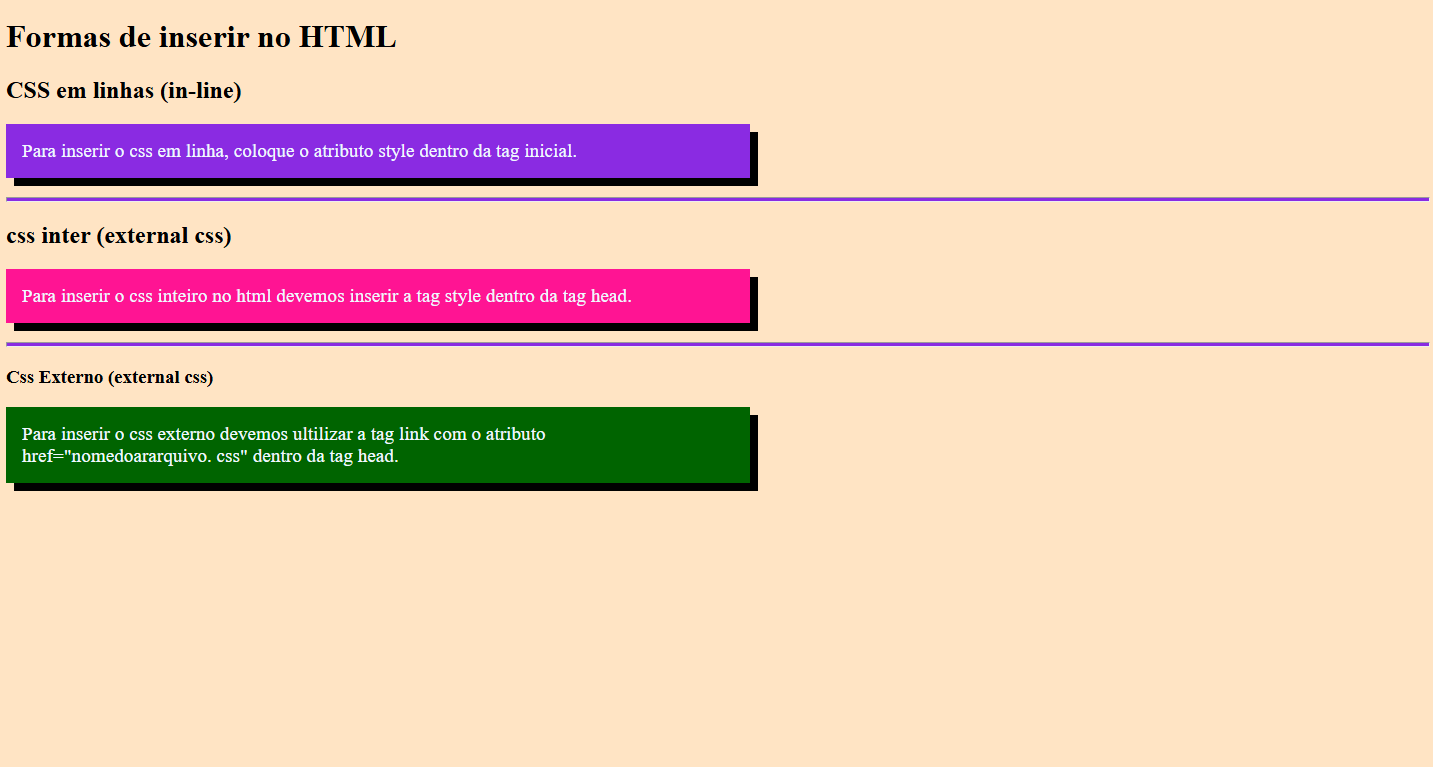 Formas de inserir no HTML
CSS em linhas (in-line)
Para inserir o css em linha, coloque o atributo style dentro da tag inicial.
css inter (external css)
Para inserir o css inteiro no html devemos inserir a tag style dentro da tag head.
Css Externo (external css)
Para inserir o css externo devemos ultilizar a tag link com o atributo
href="nomedoararquivo. css" dentro da tag head.